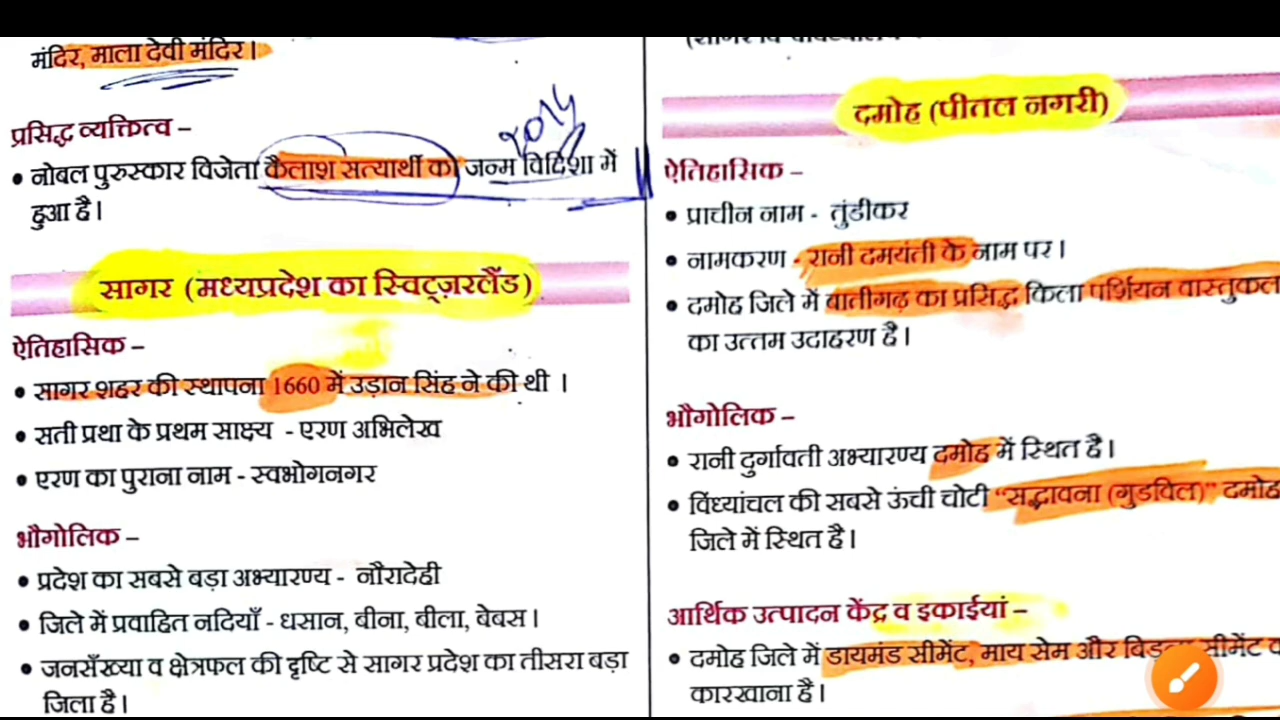 मंदिर, माला देवी मंदिर।
प्रसिद्ध व्यक्तित्व –
2014
• नोबल पुरुस्कार विजेता कैलाश सत्यार्थी को जन्म विदिशा में
हुआ है।
सागर (मध्यप्रदेश का स्विट्ज़रलैंड)
ऐतिहासिक –
• सागर शहर की स्थापना 1660 में उड़ान सिंह ने की थी ।
• सती प्रथा के प्रथम साक्ष्य - एरण अभिलेख
• एरण का पुराना नाम - स्वभोगनगर
भौगोलिक –
• प्रदेश का सबसे बड़ा अभ्यारण्य - नौरादेही
• जिले में प्रवाहित नदियाँ - धसान, बीना, बीला, बेबस।
• जनसँख्या व क्षेत्रफल की दृष्टि से सागर प्रदेश का तीसरा बड़ा
जिला है।
दमोह (पीतल नगरी)
ऐतिहासिक –
• प्राचीन नाम - तुंडीकर
• नामकरण - रानी दमयंती के नाम पर।
• दमोह जिले में बातीगढ़ का प्रसिद्ध किला पर्शियन वास्तुकल
का उत्तम उदाहरण है।
भौगोलिक –
• रानी दुर्गावती अभ्यारण्य दमोह में स्थित है।
• विंध्यांचल की सबसे ऊंची चोटी “सद्भावना (गुडविल)” दमोह
जिले में स्थित है।
आर्थिक उत्पादन केंद्र व इकाईयां –
• दमोह जिले में डायमंड सीमेंट, माय सेम और सीमेंट
कारखाना है।